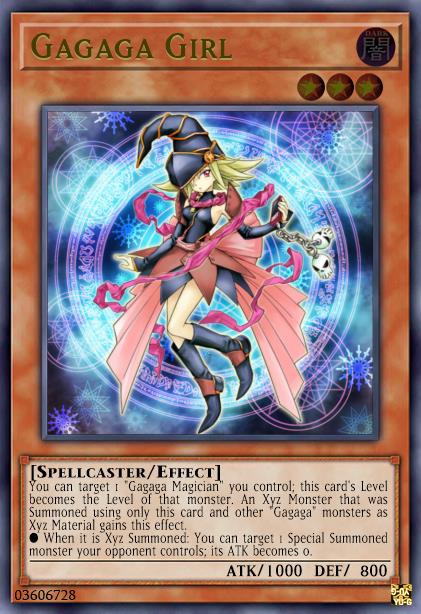 Gagaga Girl
DARK
闇
[Spellcaster/Effect]
You can target 1 "Gagaga Magician" you control; this card's Level
becomes the Level of that monster. An Xyz Monster that was
Summoned using only this card and other "Gagaga" monsters as
Xyz Material gains this effect.
● When it is Xyz Summoned: You can target 1 Special Summoned
monster your opponent controls; its ATK becomes 0.
ATK/1000 DEF/ 800
03606728